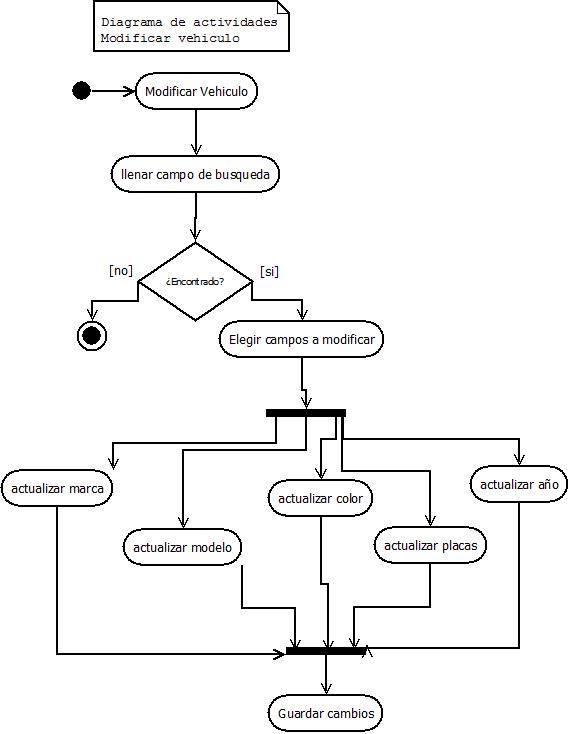 Diagrama de actividades
Modificar vehiculo
Modificar Vehiculo
llenar campo de busqueda
[no]
¿Encontrado?
[si]
Elegir campos a modificar
actualizar marca
actualizar modelo
actualizar color
actualizar placas
actualizar año
Guardar cambios